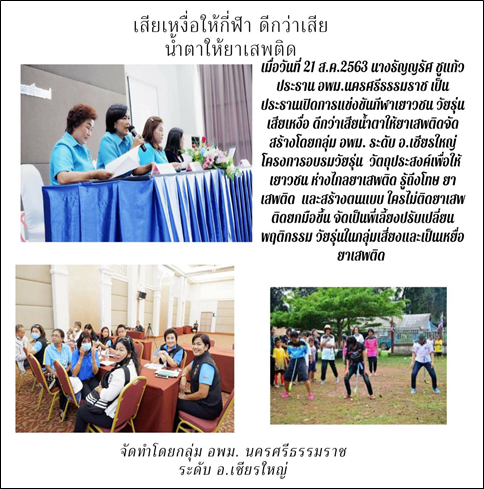 เสียเหงื่อให้กี่ฬา ดีกว่าเสีย
น้ำตาให้ยาเสพติด
เมื่อวันที่ 21 ส.ค.2563 นางธัญญรัศ ชูแก้ว
ประธาน อพม.นครศรีธรรมราช เป็น
ประธานเปิดการแข่งขันกีฬาเยาวชน วัยรุ่น
เสียเหงื่อ ดีกว่าเสียน้ำตาให้ยาเสพติดจัด
สร้างโดยกลุ่ม อพม. ระดับ อ.เชียรใหญ่
โครงการอบรมวัยรุ่น วัตถุประสงค์เพื่อให้
เยาวชน ห่างไกลยาเสพติด รู้ถึงโทษ ยา
เสพติด และสร้างตนแบบ ใครไม่ติดยาเสพ
ติดยกมือขึ้น จัดเป็นพี่เลี้ยงปรับเปลี่ยน
พฤติกรรม วัยรุ่นในกลุ่มเสี่ยงและเป็นเหยื่อ
ยาเสพติด
จัดทำโดยกลุ่ม อพม. นครศรีธรรมราช
ระดับ อ.เชียรใหญ่